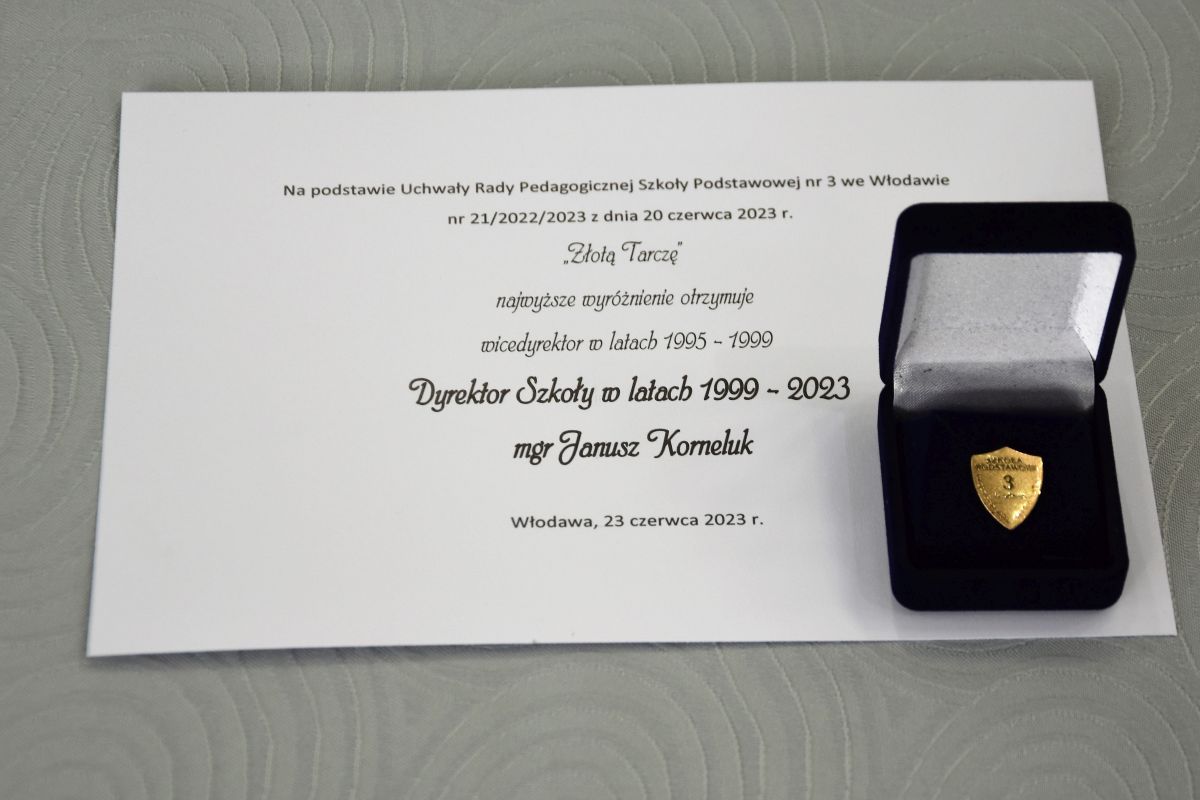 Na podstawie Uchwały Rady Pedagogicznej Szkoły Podstawowej nr 3 we Włodawie
nr 21/2022/2023 z dnia 20 czerwca 2023 r.
„Złotą Tarczę”
najwyższe wyróżnienie otrzymuje
wicedyrektor w latach 1995 – 1999
Dyrektor Szkoły w latach 1999 – 2023
mgr Janusz Korneluk
Włodawa, 23 czerwca 2023 r.
SZKOŁA
PODSTAWOWA
3